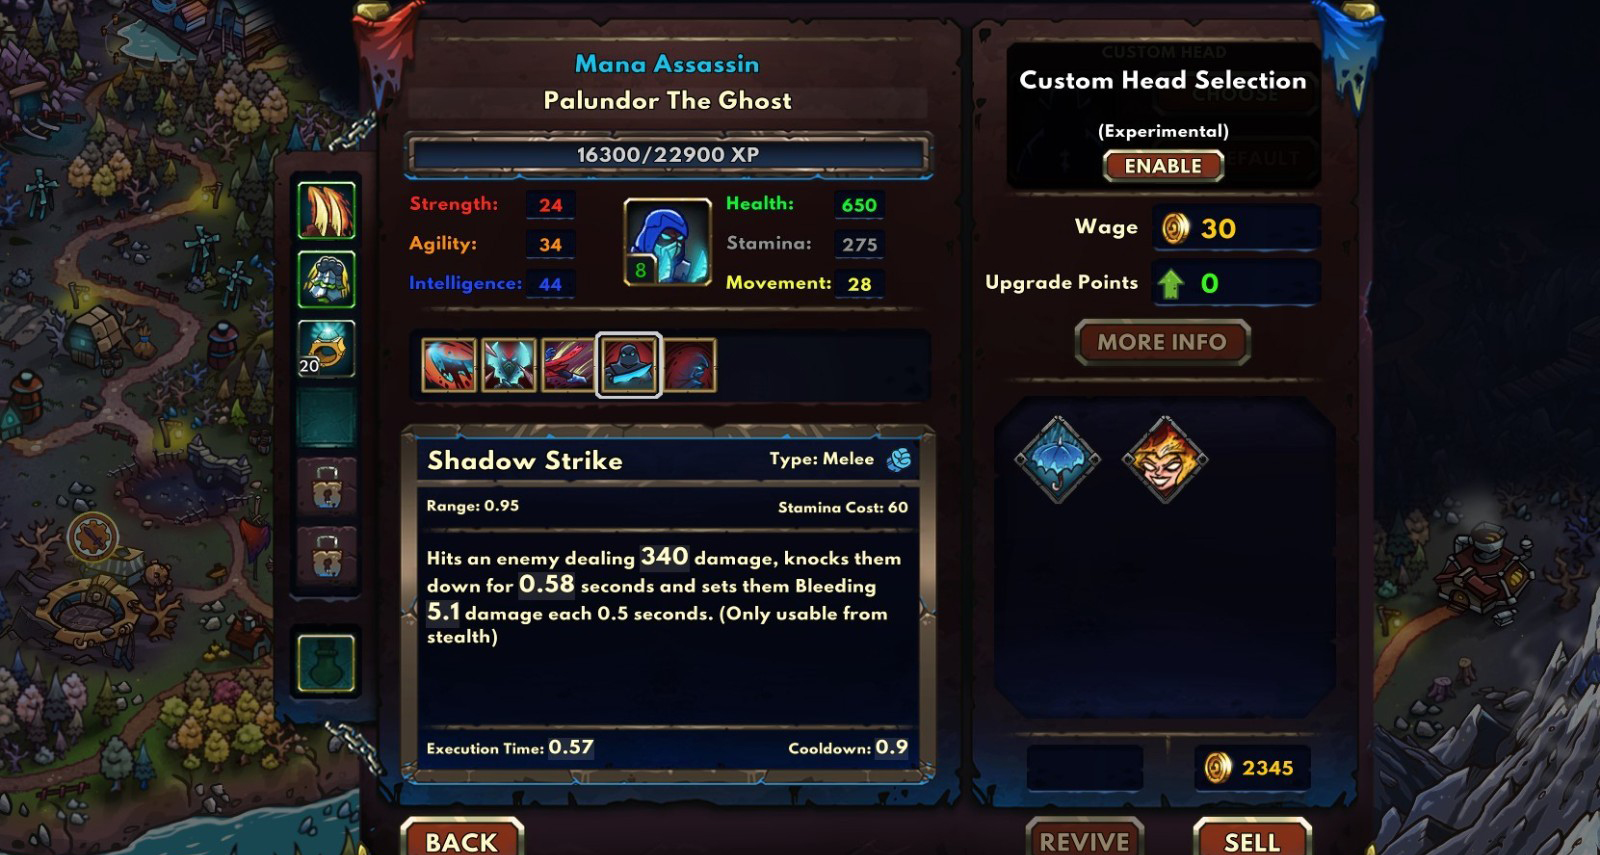 Mana Assassin
Palundor The Ghost
16300/22900 XP
Strength: 24
Agility: 34
Intelligence: 44
8
Health: 650
Stamina: 275
Movement: 28
20
Shadow Strike
Type: Melee
Range: 0.95
Stamina Cost: 60
Hits an enemy dealing 340 damage, knocks them
down for 0.58 seconds and sets them Bleeding
5.1 damage each 0.5 seconds. (Only usable from
stealth)
Execution Time: 0.57
Cooldown: 0.9
BACK
CUSTOM HEAD
Custom Head Selection
CHOOSE
(Experimental)
ENABLE
DEFAULT
Wage 30
Upgrade Points 0
MORE INFO
2345
REVIVE
SELL